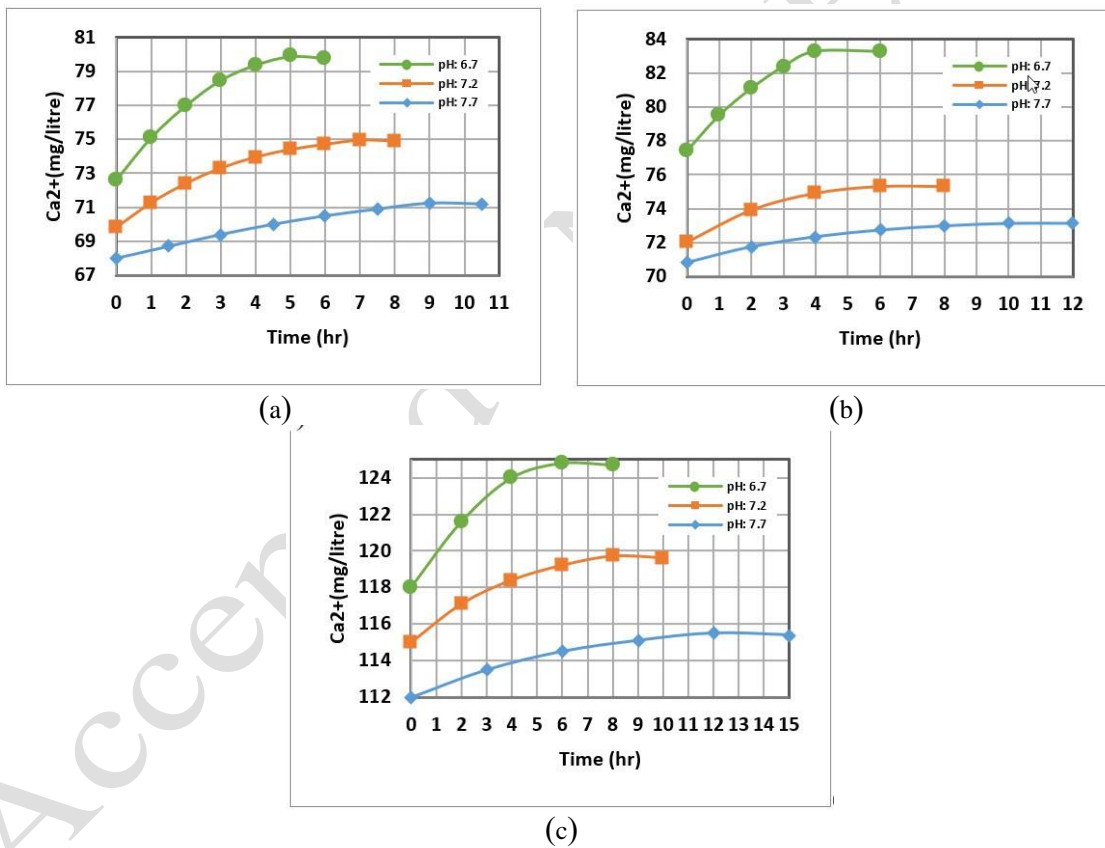 81
79
77
75
73
71
69
67
Ca2+(mg/litre)
pH: 6.7
pH: 7.2
pH: 7.7
0 1 2 3 4 5 6 7 8 9 10 11
Time (hr)
(a)
84
82
80
78
76
74
72
70
Ca2+(mg/litre)
pH: 6.7
pH: 7.2
pH: 7.7
0 1 2 3 4 5 6 7 8 9 10 11 12
Time (hr)
(b)
124
122
120
118
116
114
112
Ca2+(mg/litre)
pH: 6.7
pH: 7.2
pH: 7.7
0 1 2 3 4 5 6 7 8 9 10 11 12 13 14 15
Time (hr)
(c)
Accep